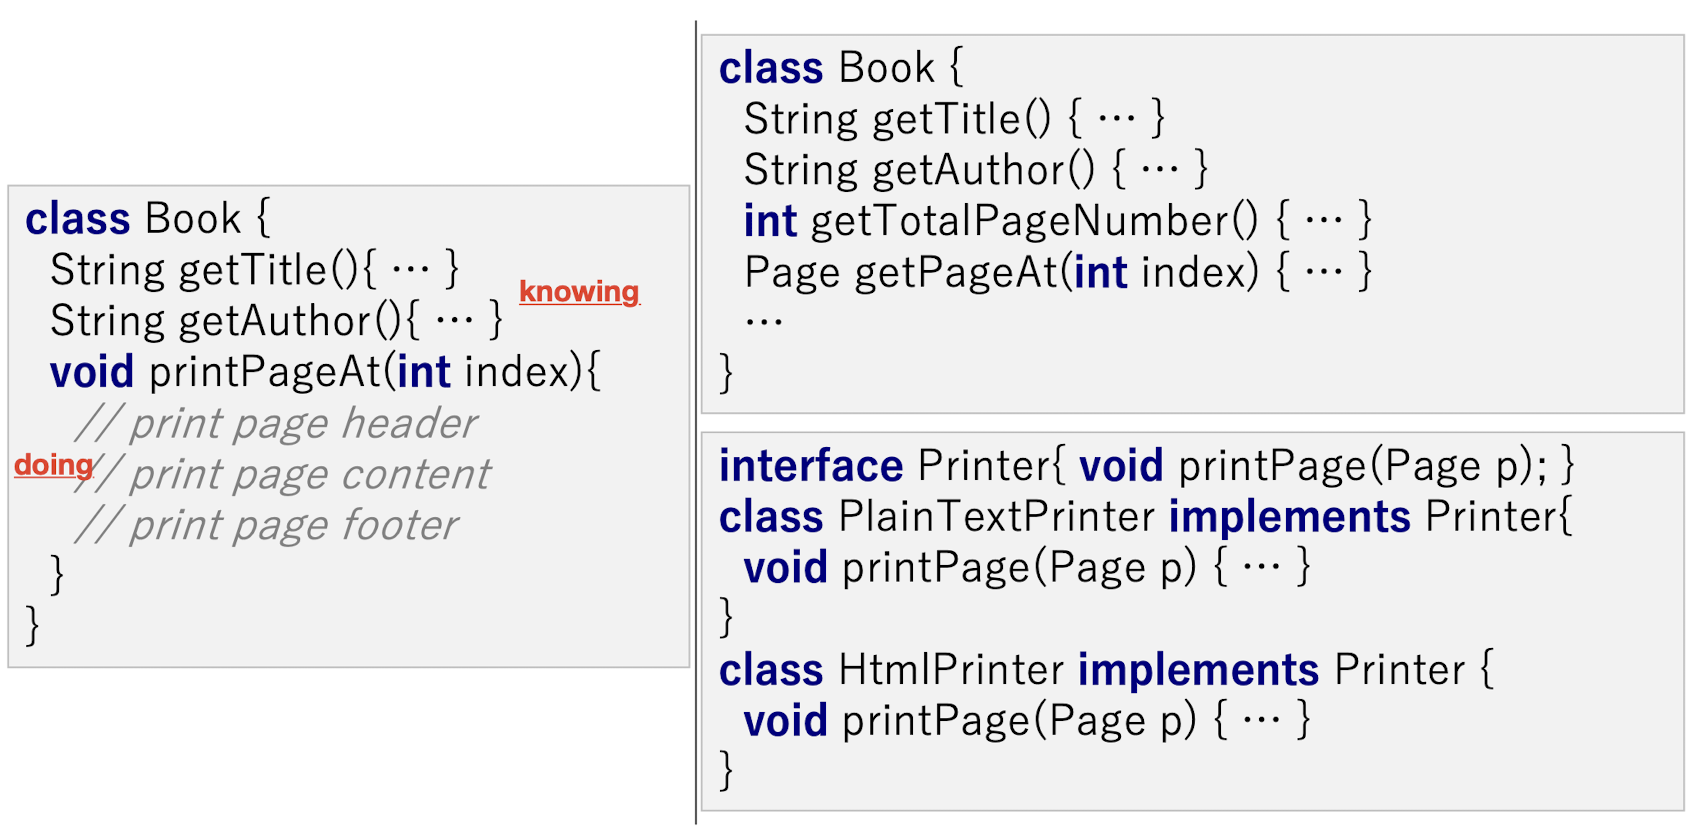 class Book {
String getTitle(){ … }
String getAuthor(){ … }
knowing
void printPageAt(int index){
// print page header
doing
// print page content
// print page footer
}
}
class Book {
String getTitle() { … }
String getAuthor() { … }
int getTotalPageNumber() { … }
Page getPageAt(int index) { … }
…
}
interface Printer{ void printPage(Page p); }
class PlainTextPrinter implements Printer{
void printPage(Page p) { … }
}
class HtmlPrinter implements Printer {
void printPage(Page p) { … }
}